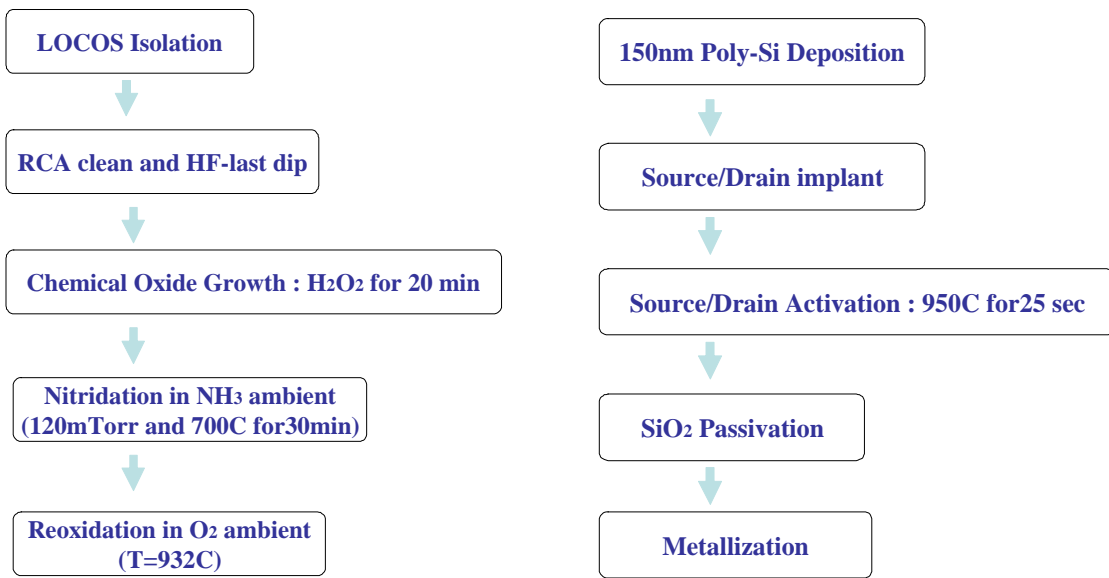 LOCOS Isolation
RCA clean and HF-last dip
Chemical Oxide Growth : H₂O₂ for 20 min
Nitridation in NH₃ ambient
(120mTorr and 700C for30min)
Reoxidation in O₂ ambient
(T=932C)
150nm Poly-Si Deposition
Source/Drain implant
Source/Drain Activation : 950C for25 sec
SiO₂ Passivation
Metallization